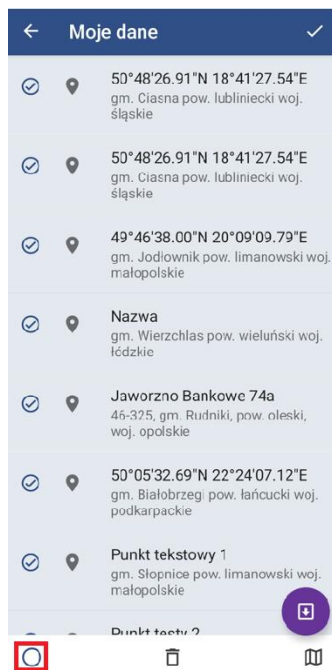 Moje dane
50°48'26.91"N 18°41'27.54"E
gm. Ciasna pow. lubliniecki woj.
śląskie
50°48'26.91"N 18°41'27.54"E
gm. Ciasna pow. lubliniecki woj.
śląskie
49°46'38.00"N 20°09'09.79"E
gm. Jodłownik pow. limanowski woj.
małopolskie
Nazwa
gm. Wierzchlas pow. wieluński woj.
łódzkie
Jaworzno Bankowe 74a
46-325, gm. Rudniki, pow. oleski,
woj. opolskie
50°05'32.69"N 22°24'07.12"E
gm. Białobrzegi pow. łańcucki woj.
podkarpackie
Punkt tekstowy 1
gm. Słopnice pow. limanowski woj.
małopolskie
Punkt testy 2